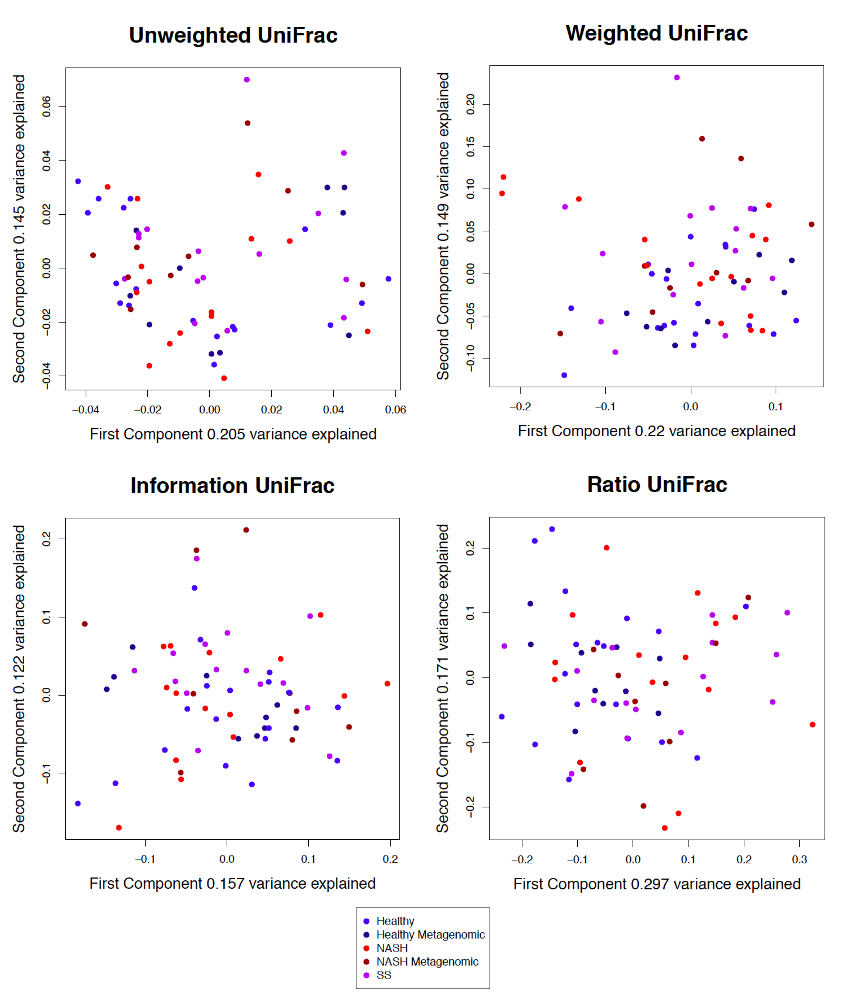 Unweighted UniFrac
Second Component 0.145 variance explained
0.06
0.04
0.02
0.00
−0.02
−0.04
−0.04
−0.02
0.00
0.02
0.04
0.06
First Component 0.205 variance explained
Weighted UniFrac
Second Component 0.149 variance explained
0.20
0.15
0.10
0.05
0.00
−0.05
−0.10
−0.2
−0.1
0.0
0.1
First Component 0.22 variance explained
Information UniFrac
Second Component 0.122 variance explained
0.2
0.1
0.0
−0.1
−0.1
0.0
0.1
0.2
First Component 0.157 variance explained
Ratio UniFrac
Second Component 0.171 variance explained
0.2
0.1
0.0
−0.1
−0.2
−0.2
−0.1
0.0
0.1
0.2
0.3
First Component 0.297 variance explained
Healthy
Healthy Metagenomic
NASH
NASH Metagenomic
SS